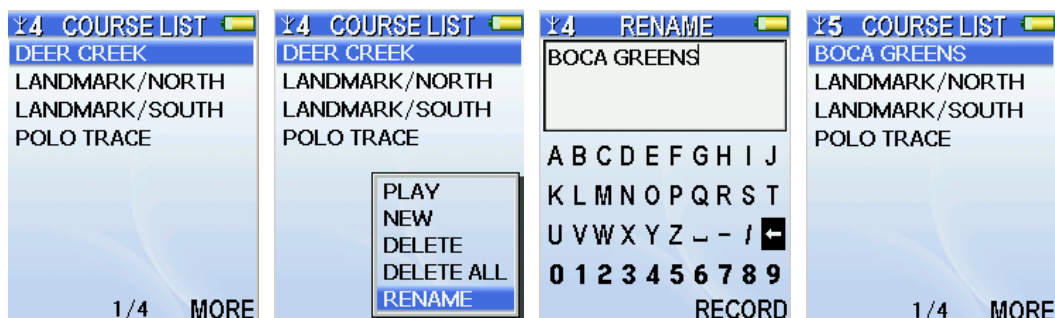 4 COURSE LIST
DEER CREEK
LANDMARK/NORTH
LANDMARK/SOUTH
POLO TRACE
1/4 MORE
4 COURSE LIST
DEER CREEK
LANDMARK/NORTH
LANDMARK/SOUTH
POLO TRACE
PLAY
NEW
DELETE
DELETE ALL
RENAME
4 RENAME
BOCA GREENS
A B C D E F G H I J
K L M N O P Q R S T
U V W X Y Z ⎵ - / ←
0 1 2 3 4 5 6 7 8 9
RECORD
5 COURSE LIST
BOCA GREENS
LANDMARK/NORTH
LANDMARK/SOUTH
POLO TRACE
1/4 MORE